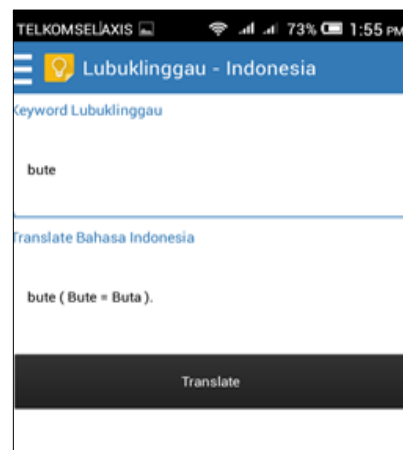 TELKOMSEL|AXIS 73% 1:55 PM
Lubuklinggau - Indonesia
Keyword Lubuklinggau
bute
Translate Bahasa Indonesia
bute ( Bute = Buta ).
Translate